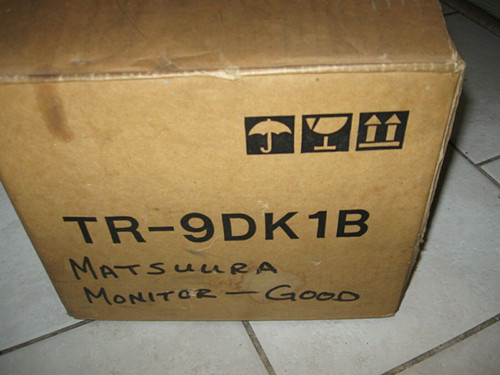 TR-9DK1B
MATSUURA
MONITOR - GOOD